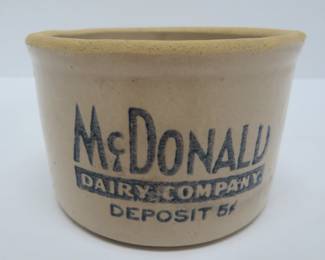 McDONALD
DAIRY COMPANY.
DEPOSIT 5¢